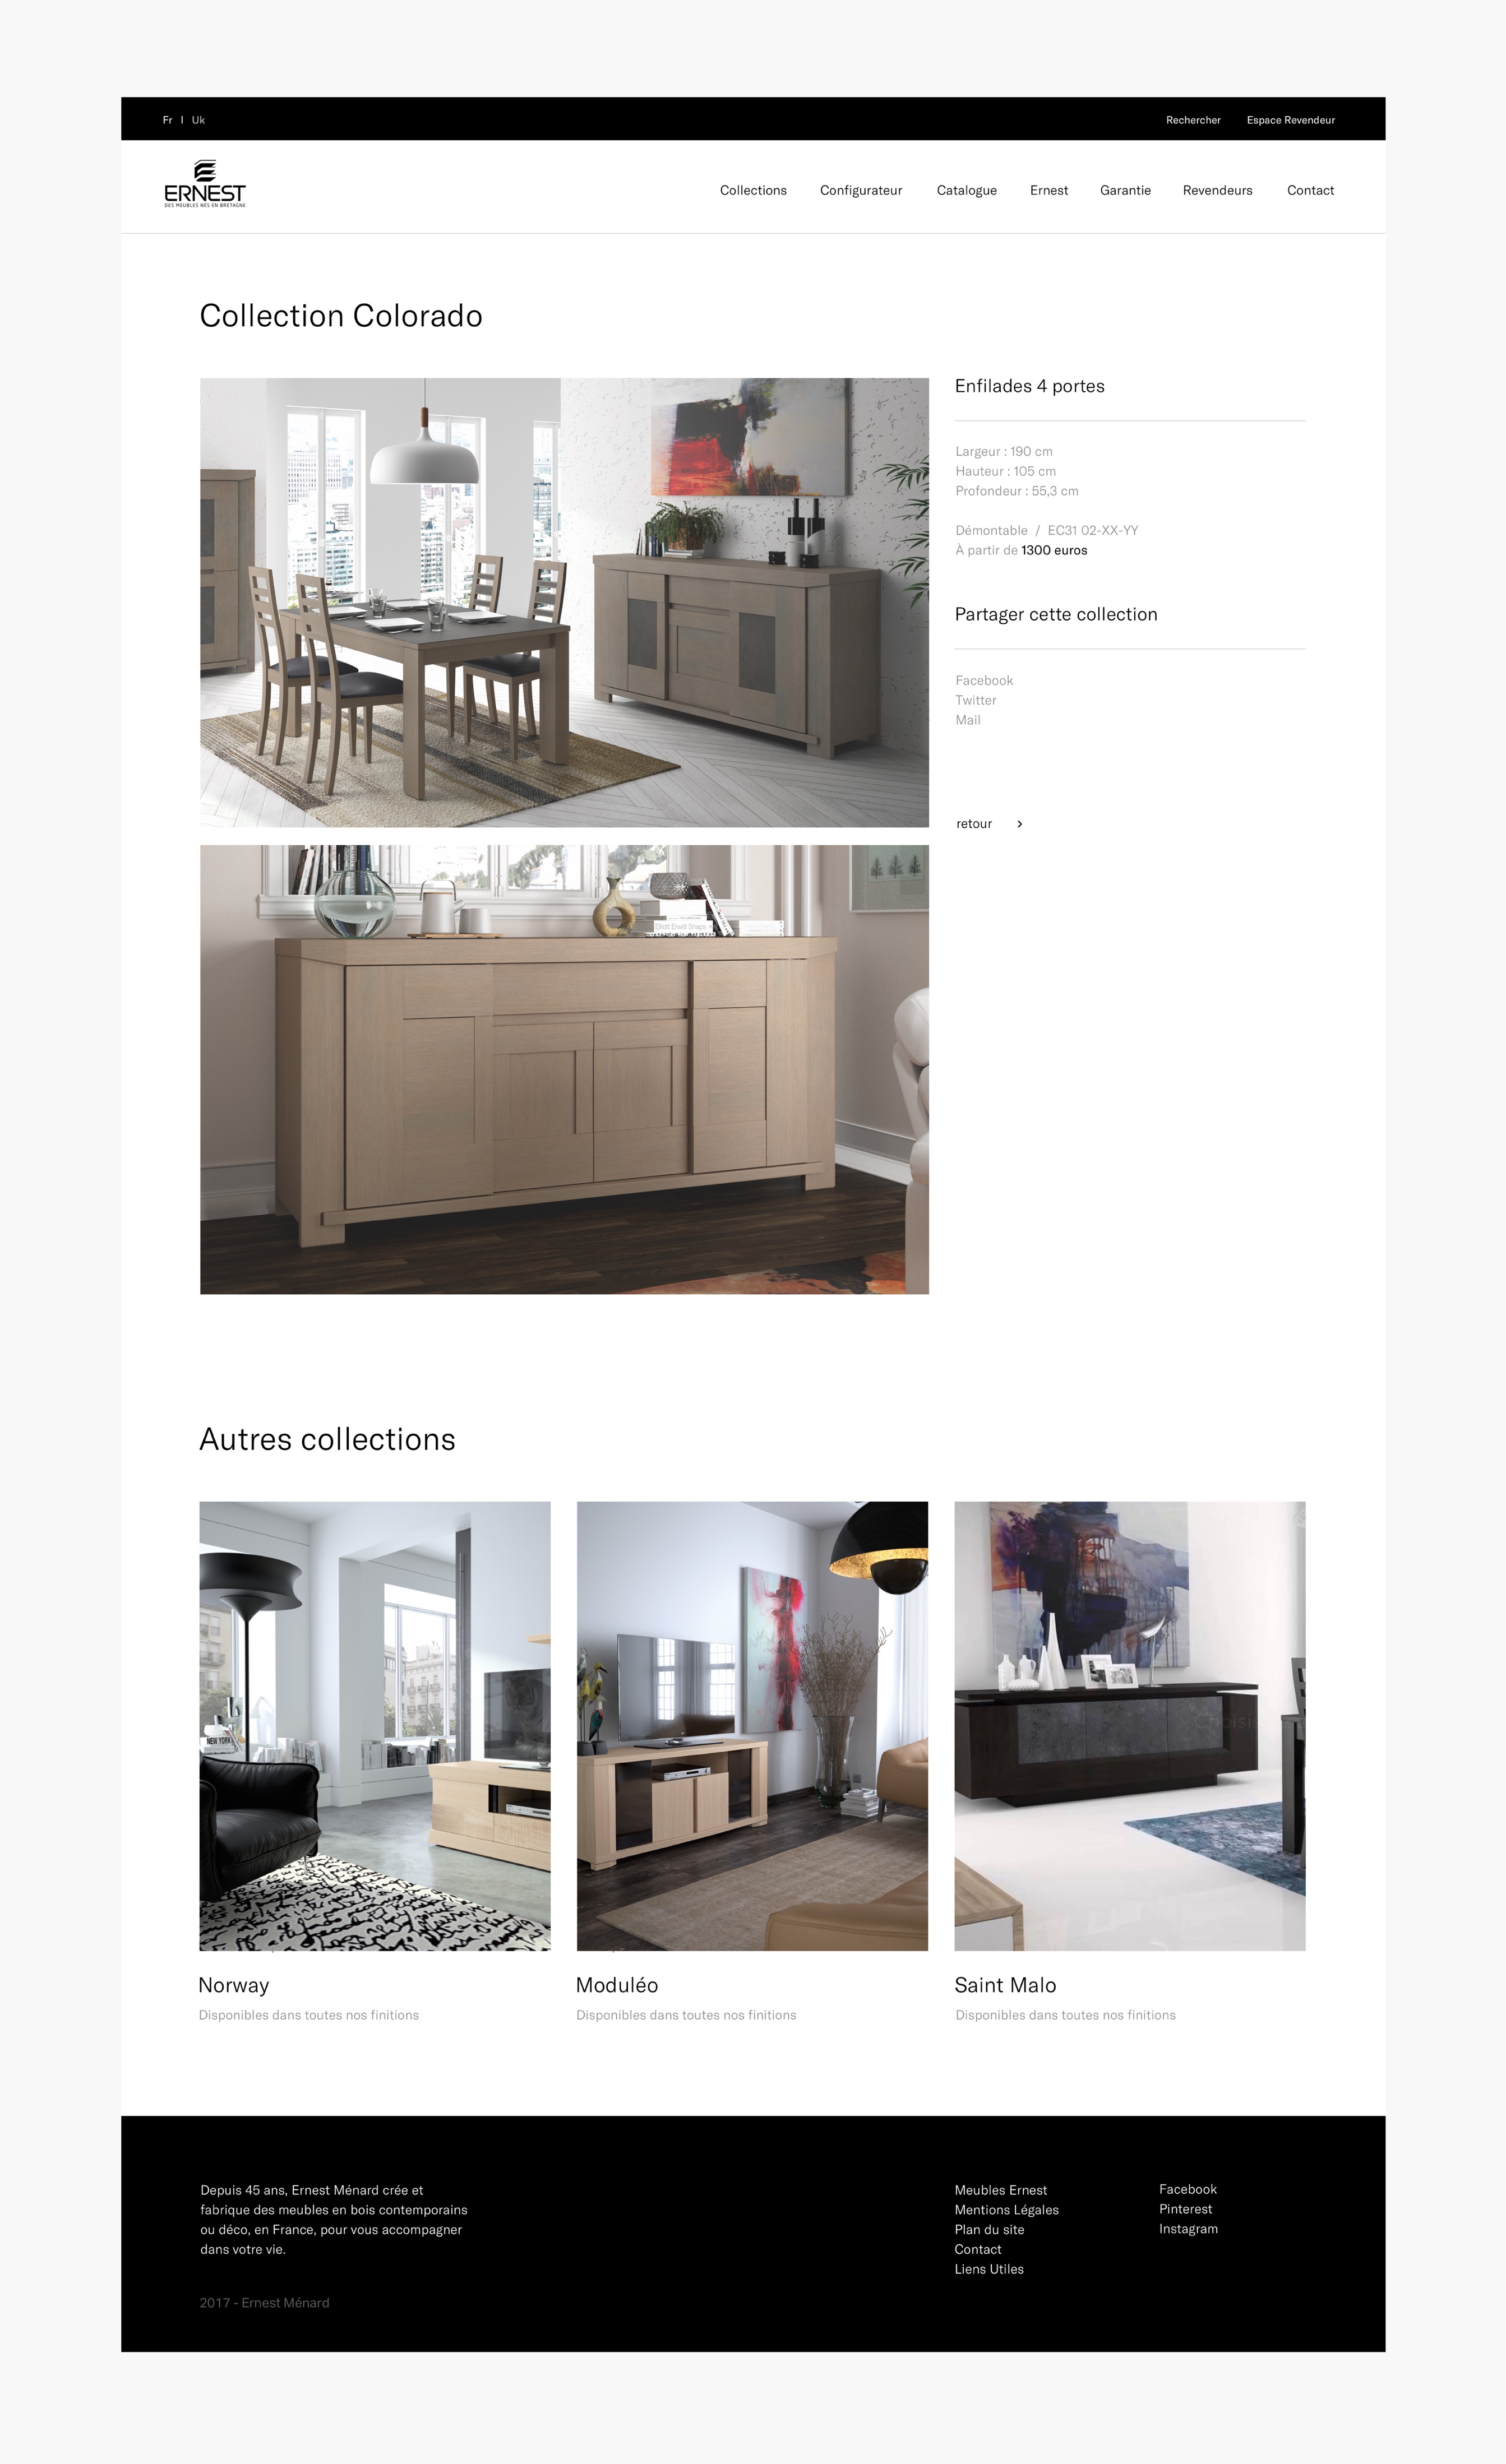 Fr | Uk
Rechercher
Espace Revendeur
ERNEST
DES MEUBLES NÉS EN BRETAGNE
Collections
Configurateur
Catalogue
Ernest
Garantie
Revendeurs
Contact
Collection Colorado
Enfilades 4 portes
Largeur : 190 cm
Hauteur : 105 cm
Profondeur : 55,3 cm
Démontable / EC31 02-XX-YY
À partir de 1300 euros
Partager cette collection
Facebook
Twitter
Mail
retour
Elliott Erwitt Snaps
Autres collections
NEW YORK
Norway
Disponibles dans toutes nos finitions
Moduléo
Disponibles dans toutes nos finitions
Saint Malo
Disponibles dans toutes nos finitions
Depuis 45 ans, Ernest Ménard crée et
fabrique des meubles en bois contemporains
ou déco, en France, pour vous accompagner
dans votre vie.
2017 - Ernest Ménard
Meubles Ernest
Mentions Légales
Plan du site
Contact
Liens Utiles
Facebook
Pinterest
Instagram